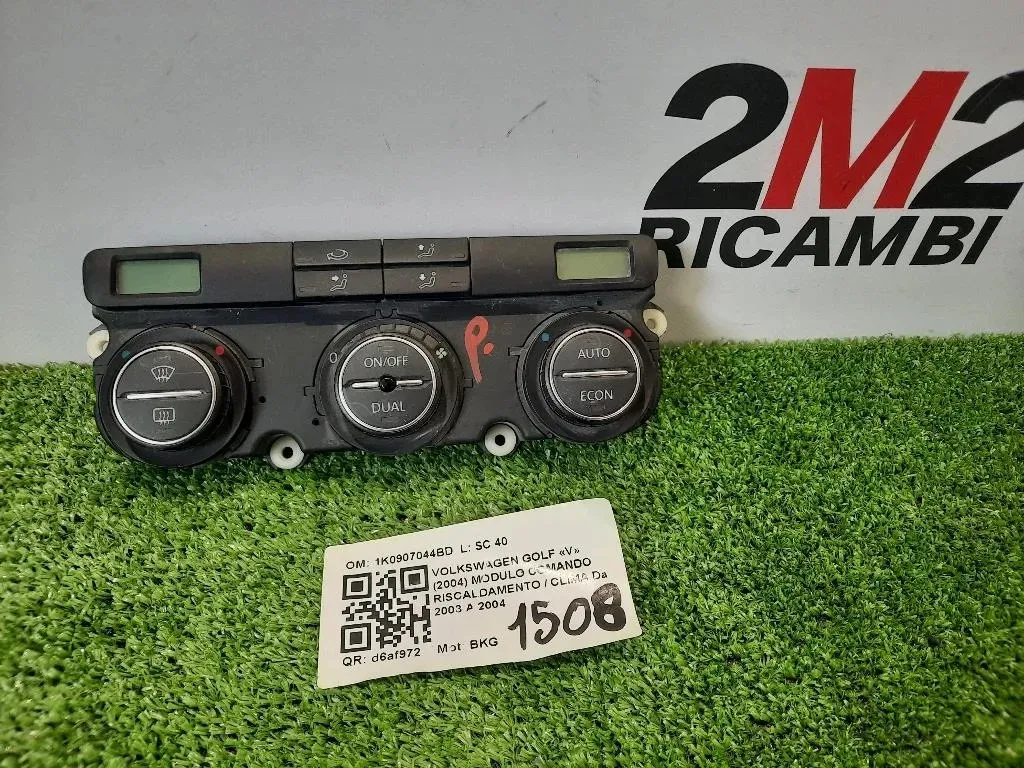 2M2
RICAMBI
ON/OFF
AUTO
0
DUAL
ECON
P.
OM: 1K0907044BD L: SC 40
VOLKSWAGEN GOLF «V»
(2004) MODULO COMANDO
RISCALDAMENTO / CLIMA Da
2003 A 2004
1508
QR: d6af972 Mot: BKG